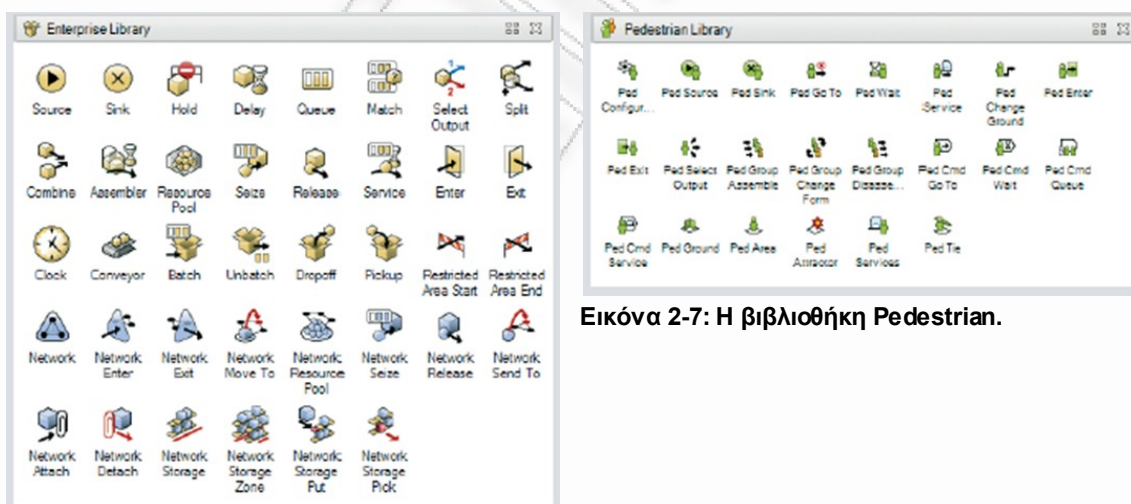 Enterprise Library
Source Sink Hold Delay Queue Match Select Output Split
Combine Assembler Resource Pool Seize Release Service Enter Exit
Clock Conveyor Batch Unbatch Dropoff Pickup Restricted Area Start Restricted Area End
Network Network Enter Network Exit Network Move To Network Resource Pool Network Seize Network Release Network Send To
Network Attach Network Detach Network Storage Network Storage Zone Network Storage Put Network Storage Pick
Pedestrian Library
Ped Configur... Ped Source Ped Sink Ped Go To Ped Wait Ped Service Ped Change Ground Ped Enter
Ped Exit Ped Select Output Ped Group Assemble Ped Group Change Form Ped Group Disasse... Ped Cmd Go To Ped Cmd Wait Ped Cmd Queue
Ped Cmd Service Ped Ground Ped Area Ped Attractor Ped Services Ped Tie
Εικόνα 2-7: Η βιβλιοθήκη Pedestrian.